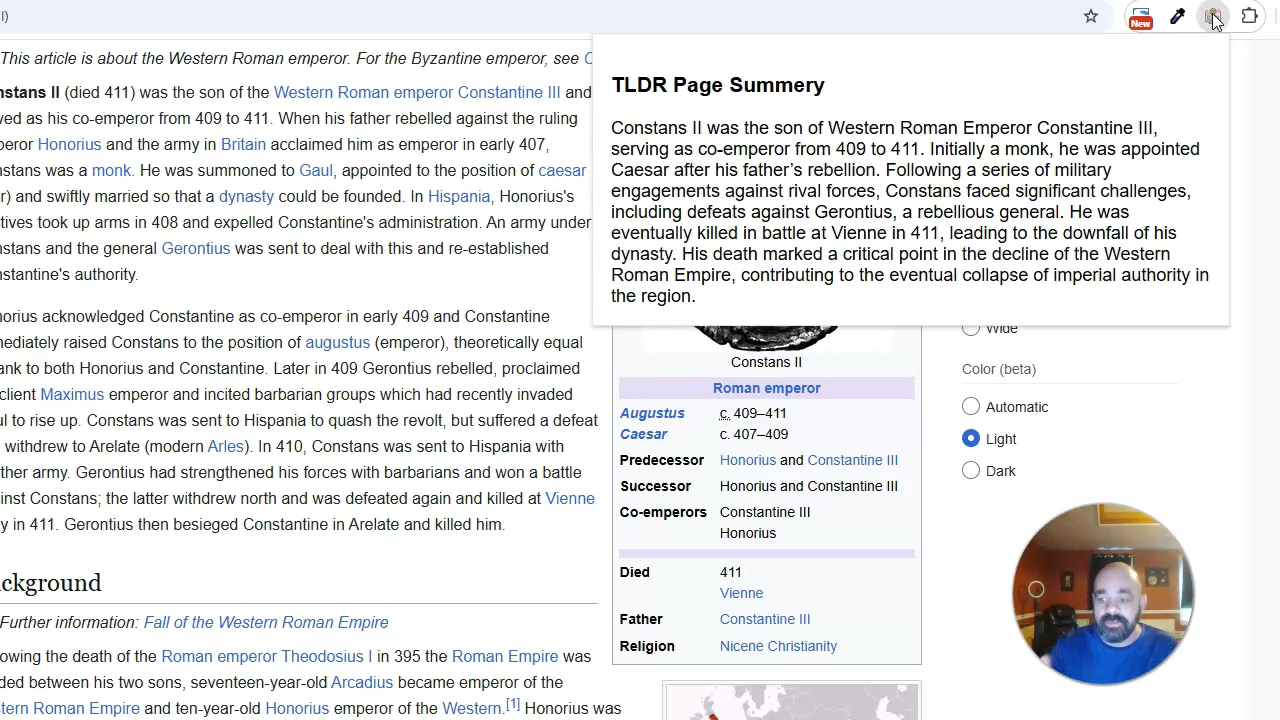 l)
New
This article is about the Western Roman emperor. For the Byzantine emperor, see C
nstans II (died 411) was the son of the Western Roman emperor Constantine III and
ved as his co-emperor from 409 to 411. When his father rebelled against the ruling
peror Honorius and the army in Britain acclaimed him as emperor in early 407,
nstans was a monk. He was summoned to Gaul, appointed to the position of caesar
r) and swiftly married so that a dynasty could be founded. In Hispania, Honorius's
tives took up arms in 408 and expelled Constantine's administration. An army under
nstans and the general Gerontius was sent to deal with this and re-established
nstantine's authority.
norius acknowledged Constantine as co-emperor in early 409 and Constantine
mediately raised Constans to the position of augustus (emperor), theoretically equal
ank to both Honorius and Constantine. Later in 409 Gerontius rebelled, proclaimed
client Maximus emperor and incited barbarian groups which had recently invaded
ul to rise up. Constans was sent to Hispania to quash the revolt, but suffered a defeat
withdrew to Arelate (modern Arles). In 410, Constans was sent to Hispania with
ther army. Gerontius had strengthened his forces with barbarians and won a battle
inst Constans; the latter withdrew north and was defeated again and killed at Vienne
y in 411. Gerontius then besieged Constantine in Arelate and killed him.
ckground
Further information: Fall of the Western Roman Empire
owing the death of the Roman emperor Theodosius I in 395 the Roman Empire was
ded between his two sons, seventeen-year-old Arcadius became emperor of the
stern Roman Empire and ten-year-old Honorius emperor of the Western.[1] Honorius was
TLDR Page Summery
Constans II was the son of Western Roman Emperor Constantine III,
serving as co-emperor from 409 to 411. Initially a monk, he was appointed
Caesar after his father’s rebellion. Following a series of military
engagements against rival forces, Constans faced significant challenges,
including defeats against Gerontius, a rebellious general. He was
eventually killed in battle at Vienne in 411, leading to the downfall of his
dynasty. His death marked a critical point in the decline of the Western
Roman Empire, contributing to the eventual collapse of imperial authority in
the region.
Constans II
Roman emperor
Augustus c. 409–411
Caesar c. 407–409
Predecessor Honorius and Constantine III
Successor Honorius and Constantine III
Co-emperors Constantine III
Honorius
Died 411
Vienne
Father Constantine III
Religion Nicene Christianity
Wide
Color (beta)
Automatic
Light
Dark